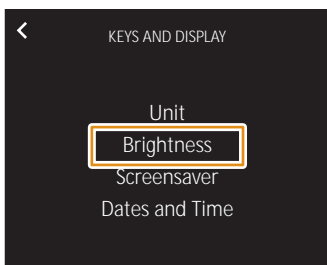 KEYS AND DISPLAY
Unit
Brightness
Screensaver
Dates and Time